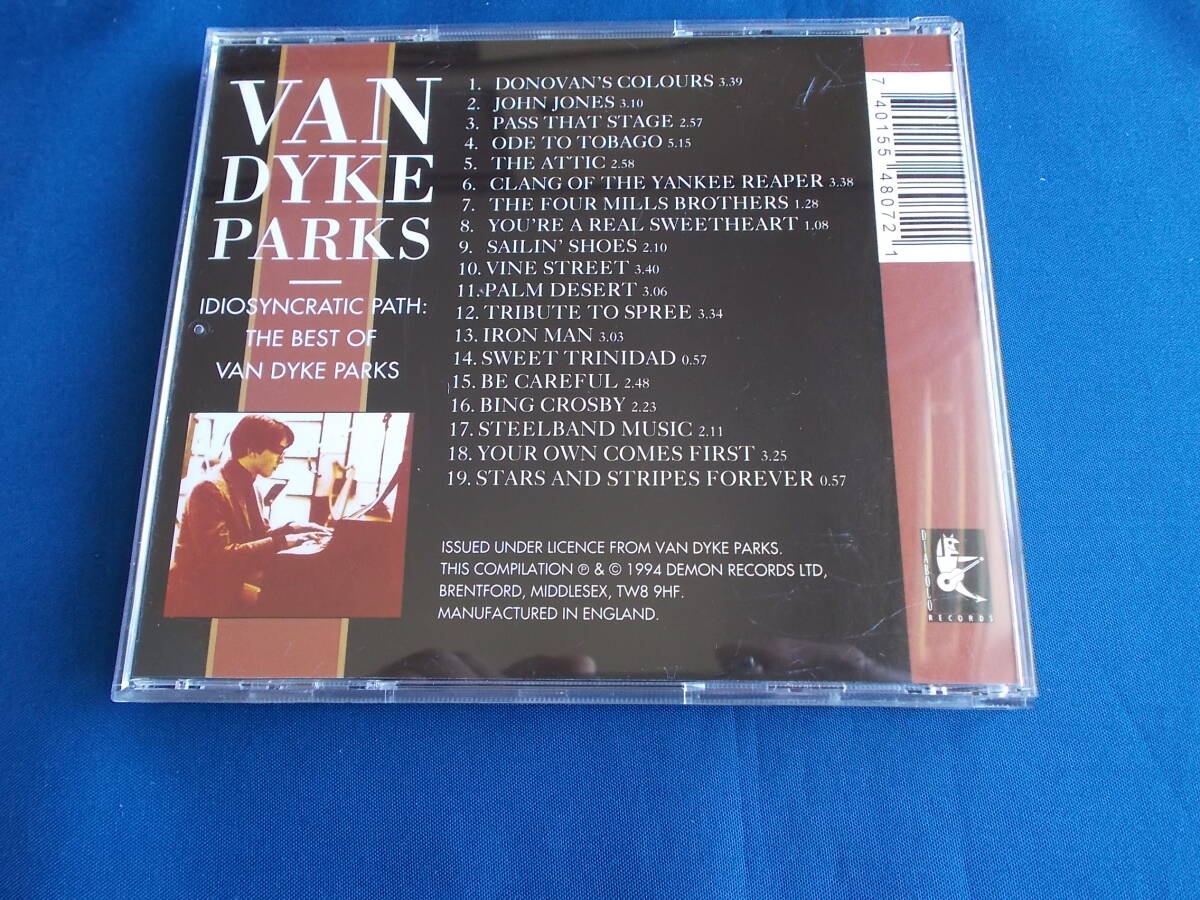 VAN
DYKE
PARKS
IDIOSYNCRATIC PATH:
THE BEST OF
VAN DYKE PARKS
1. DONOVAN'S COLOURS 3.39
2. JOHN JONES 3.10
3. PASS THAT STAGE 2.57
4. ODE TO TOBAGO 5.15
5. THE ATTIC 2.58
6. CLANG OF THE YANKEE REAPER 3.38
7. THE FOUR MILLS BROTHERS 1.28
8. YOU'RE A REAL SWEETHEART 1.08
9. SAILIN' SHOES 2.10
10. VINE STREET 3.40
11. PALM DESERT 3.06
12. TRIBUTE TO SPREE 3.34
13. IRON MAN 3.03
14. SWEET TRINIDAD 0.57
15. BE CAREFUL 2.48
16. BING CROSBY 2.23
17. STEELBAND MUSIC 2.11
18. YOUR OWN COMES FIRST 3.25
19. STARS AND STRIPES FOREVER 0.57
ISSUED UNDER LICENCE FROM VAN DYKE PARKS.
THIS COMPILATION ℗ & © 1994 DEMON RECORDS LTD,
BRENTFORD, MIDDLESEX, TW8 9HF.
MANUFACTURED IN ENGLAND.
7 40155 48072 1
DIABOLO
RECORDS